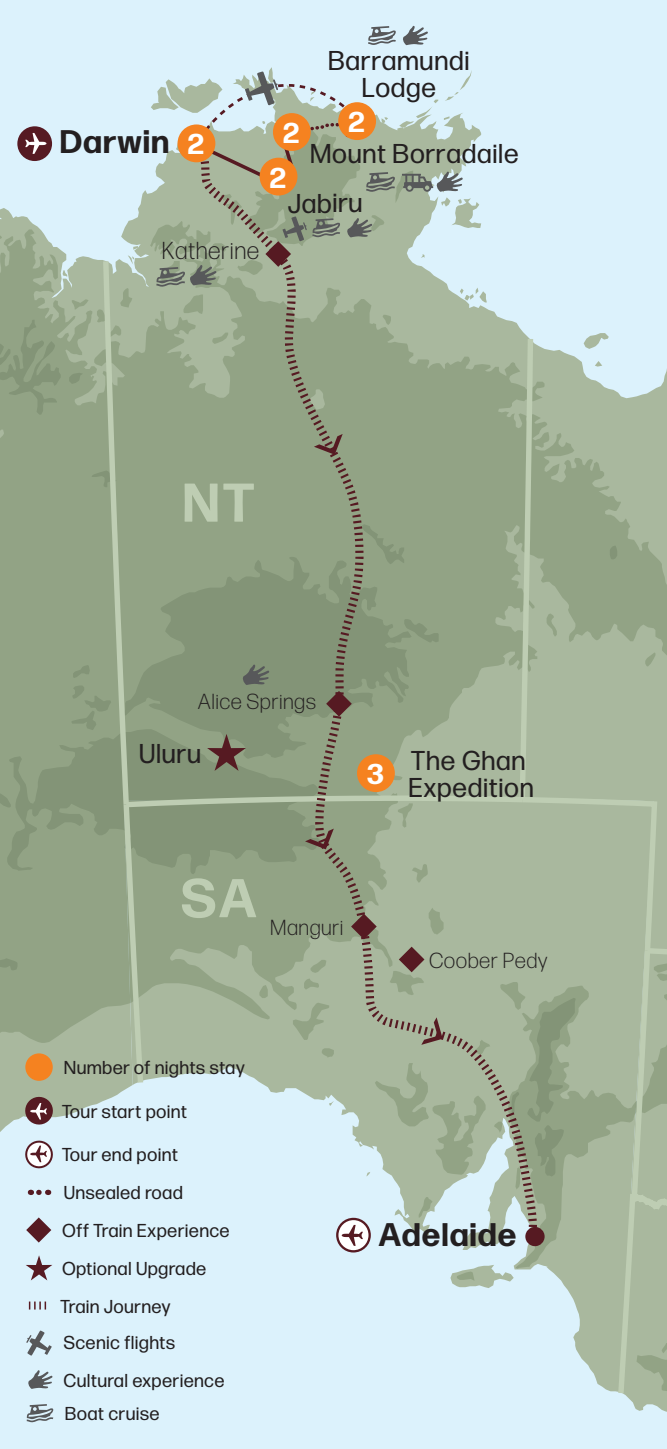 Barramundi
Lodge
Darwin
2
2
2
2
Mount Borradaile
Jabiru
Katherine
NT
Alice Springs
Uluru
3
The Ghan
Expedition
SA
Manguri
Coober Pedy
Number of nights stay
Tour start point
Tour end point
Unsealed road
Off Train Experience
Adelaide
Optional Upgrade
Train Journey
Scenic flights
Cultural experience
Boat cruise